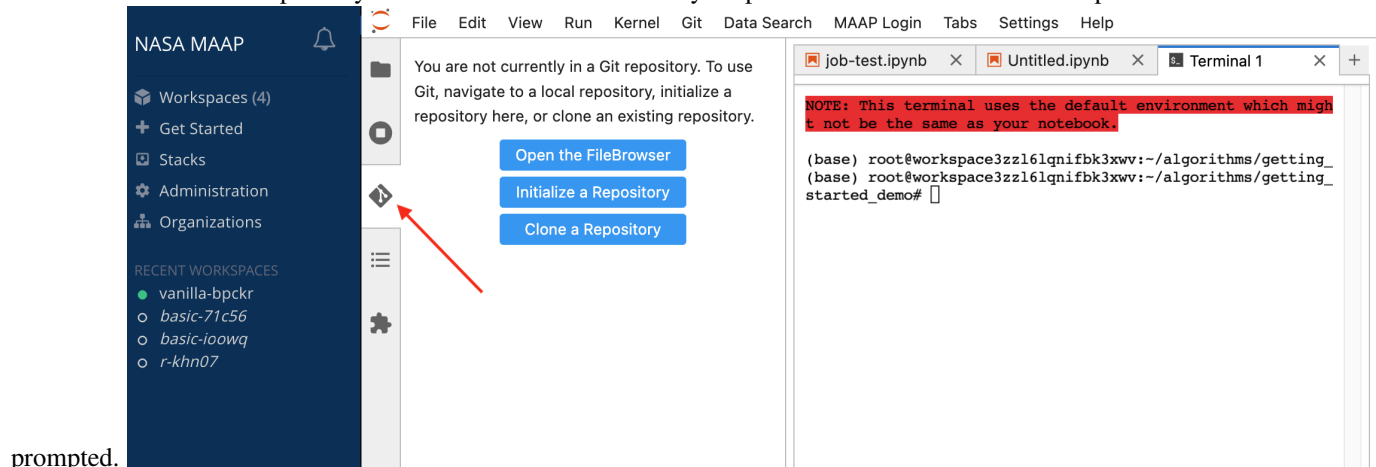 File Edit View Run Kernel Git Data Search MAAP Login Tabs Settings Help
NASA MAAP
Workspaces (4)
Get Started
Stacks
Administration
Organizations
RECENT WORKSPACES
vanilla-bpckr
basic-71c56
basic-ioowq
r-khn07
You are not currently in a Git repository. To use
Git, navigate to a local repository, initialize a
repository here, or clone an existing repository.
Open the FileBrowser
Initialize a Repository
Clone a Repository
job-test.ipynb
Untitled.ipynb
Terminal 1
NOTE: This terminal uses the default environment which migh
t not be the same as your notebook.
(base) root@workspace3zzl6lqnifbk3xwv:~/algorithms/getting_
(base) root@workspace3zzl6lqnifbk3xwv:~/algorithms/getting_
started_demo#
prompted.